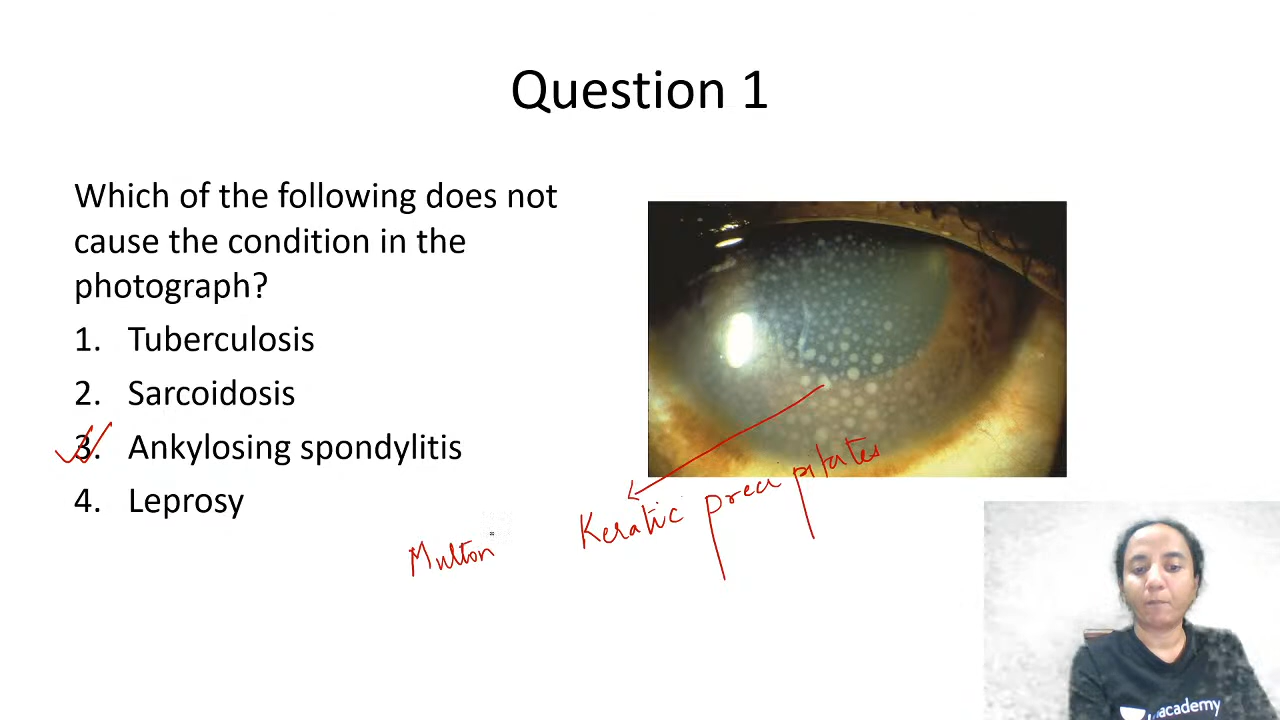 Question 1
Which of the following does not
cause the condition in the
photograph?
1. Tuberculosis
2. Sarcoidosis
3. Ankylosing spondylitis
4. Leprosy
Keratic precipitates
Mutton
academy